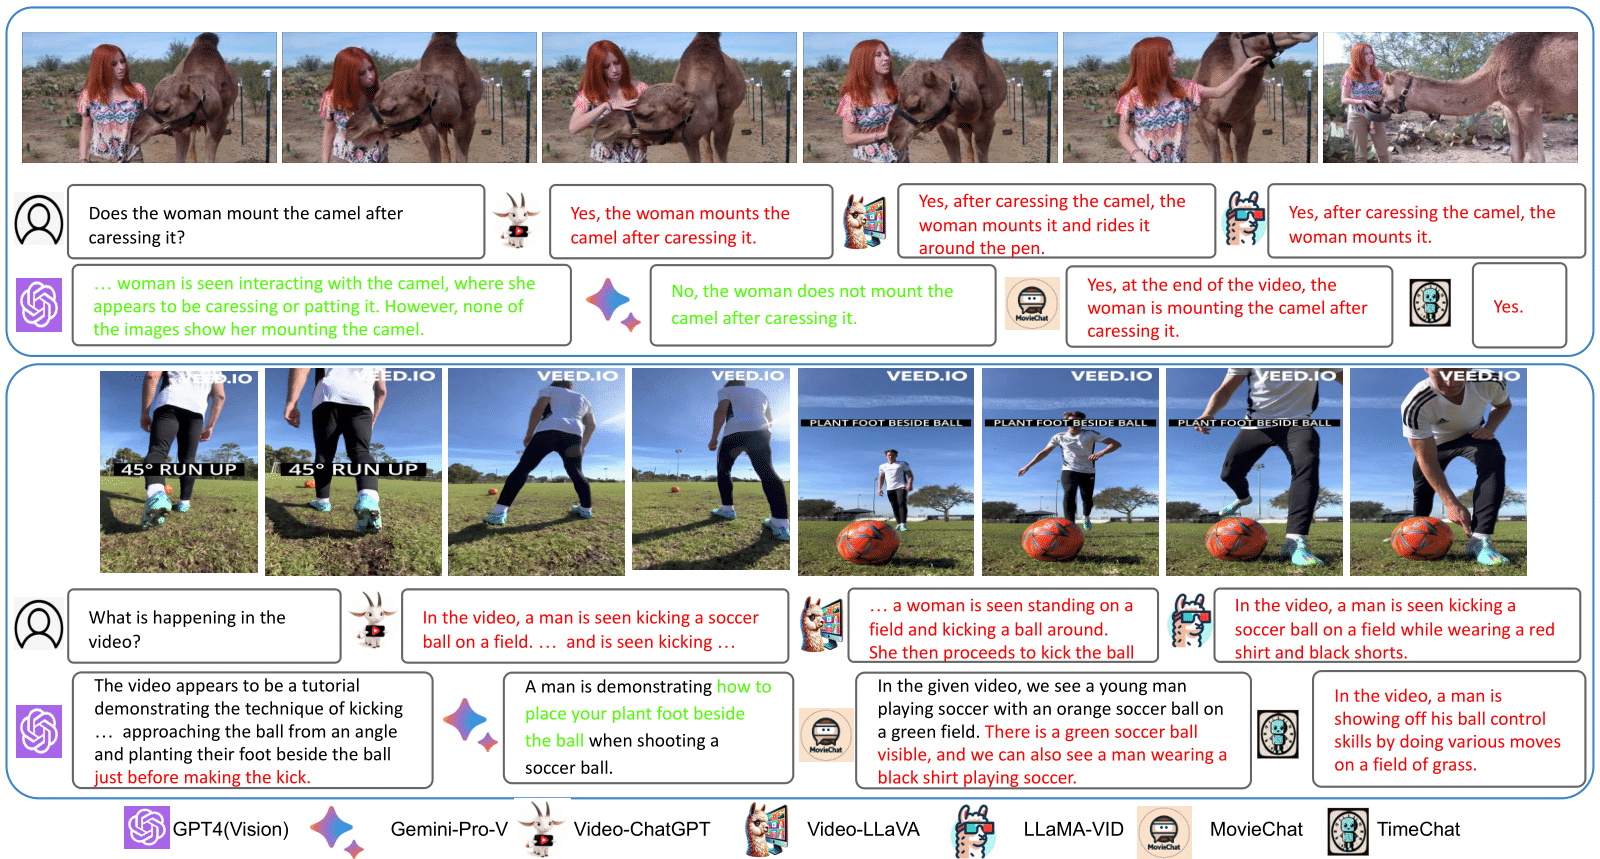 Does the woman mount the camel after
caressing it?
Yes, the woman mounts the
camel after caressing it.
Yes, after caressing the camel, the
woman mounts it and rides it
around the pen.
Yes, after caressing the camel, the
woman mounts it.
... woman is seen interacting with the camel, where she
appears to be caressing or patting it. However, none of
the images show her mounting the camel.
No, the woman does not mount the
camel after caressing it.
MovieChat
Yes, at the end of the video, the
woman is mounting the camel after
caressing it.
Yes.
VEED.IO
45° RUN UP
VEED.IO
45° RUN UP
VEED.IO
VEED.IO
VEED.IO
PLANT FOOT BESIDE BALL
VEED.IO
PLANT FOOT BESIDE BALL
VEED.IO
PLANT FOOT BESIDE BALL
VEED.IO
What is happening in the
video?
In the video, a man is seen kicking a soccer
ball on a field. ... and is seen kicking ...
... a woman is seen standing on a
field and kicking a ball around.
She then proceeds to kick the ball
In the video, a man is seen kicking a
soccer ball on a field while wearing a red
shirt and black shorts.
The video appears to be a tutorial
demonstrating the technique of kicking
... approaching the ball from an angle
and planting their foot beside the ball
just before making the kick.
A man is demonstrating how to
place your plant foot beside
the ball when shooting a
soccer ball.
MovieChat
In the given video, we see a young man
playing soccer with an orange soccer ball on
a green field. There is a green soccer ball
visible, and we can also see a man wearing a
black shirt playing soccer.
In the video, a man is
showing off his ball control
skills by doing various moves
on a field of grass.
GPT4(Vision)
Gemini-Pro-V
Video-ChatGPT
Video-LLaVA
LLaMA-VID
MovieChat
MovieChat
TimeChat